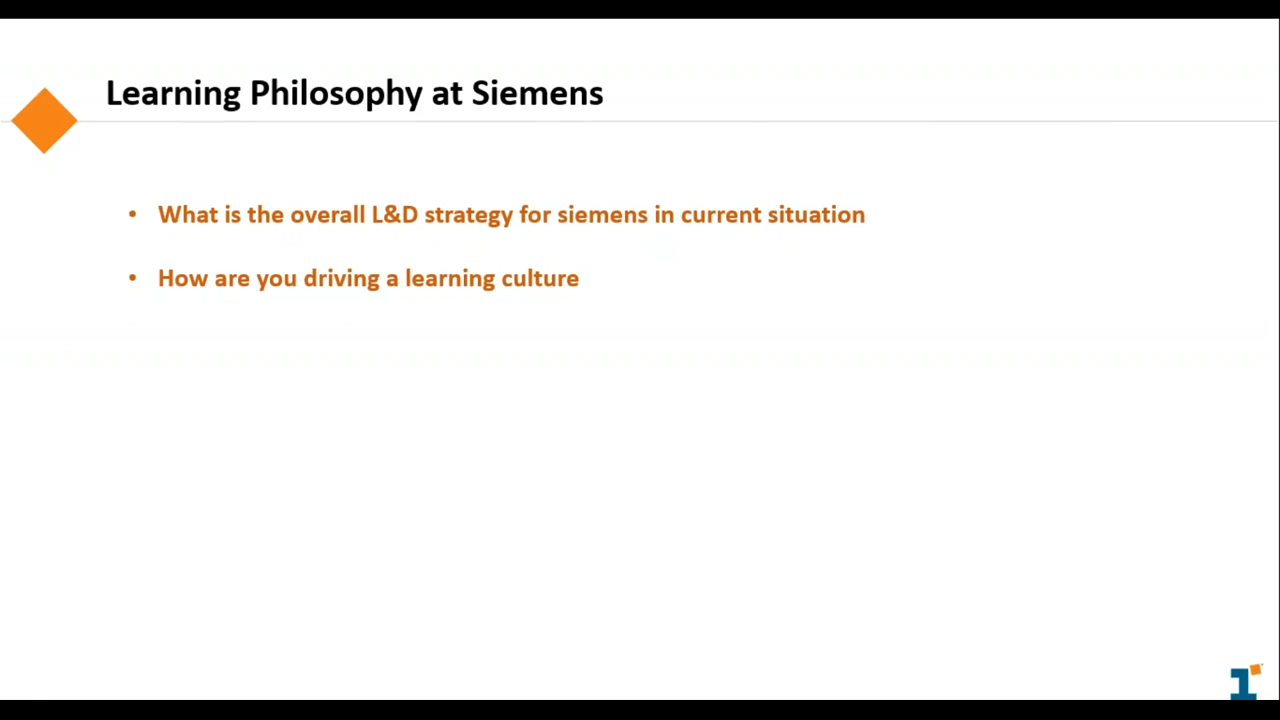 Learning Philosophy at Siemens
• What is the overall L&D strategy for siemens in current situation
• How are you driving a learning culture
1